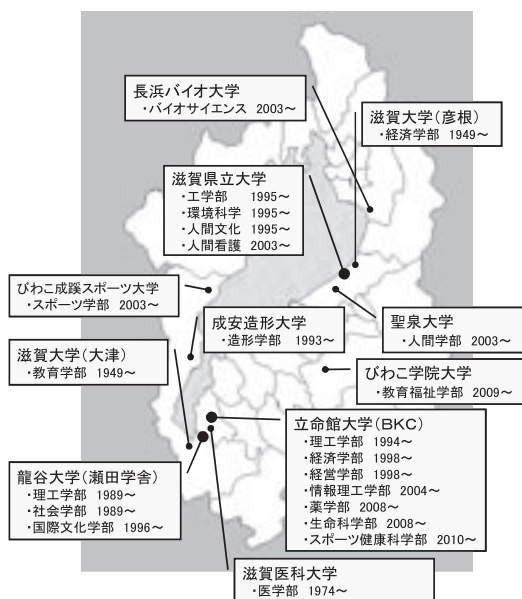 長浜バイオ大学
・バイオサイエンス 2003～
滋賀大学(彦根)
・経済学部 1949～
滋賀県立大学
・工学部 1995～
・環境科学 1995～
・人間文化 1995～
・人間看護 2003～
びわこ成蹊スポーツ大学
・スポーツ学部 2003～
成安造形大学
・造形学部 1993～
聖泉大学
・人間学部 2003～
滋賀大学(大津)
・教育学部 1949～
びわこ学院大学
・教育福祉学部 2009～
立命館大学(BKC)
・理工学部 1994～
・経済学部 1998～
・経営学部 1998～
・情報理工学部 2004～
・薬学部 2008～
・生命科学部 2008～
・スポーツ健康科学部 2010～
龍谷大学(瀬田学舎)
・理工学部 1989～
・社会学部 1989～
・国際文化学部 1996～
滋賀医科大学
・医学部 1974～